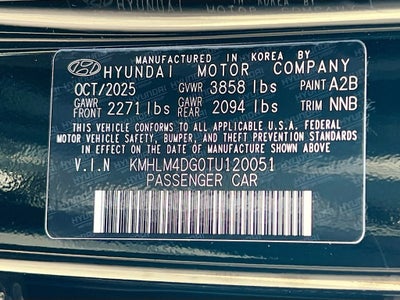 MANUFACTURED IN KOREA BY
HYUNDAI MOTOR COMPANY
OCT/2025 GVWR 3858 lbs PAINT A2B
GAWR FRONT 2271 lbs GAWR REAR 2094 lbs TRIM NNB
THIS VEHICLE CONFORMS TO ALL APPLICABLE U.S.A FEDERAL
MOTOR VEHICLE SAFETY, BUMPER, AND THEFT PREVENTION
STANDARDS IN EFFECT ON THE DATE OF MANUFACTURE SHOWN ABOVE
V.I.N KMHLM4DG0TU120051
PASSENGER CAR